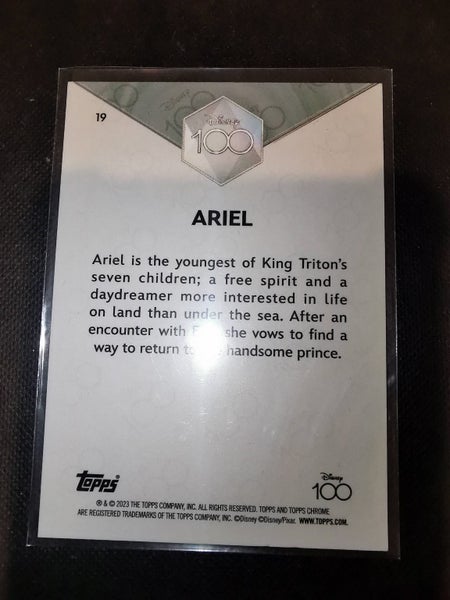 19
Disney
100
ARIEL
Ariel is the youngest of King Triton's
seven children; a free spirit and a
daydreamer more interested in life
on land than under the sea. After an
encounter with she vows to find a
way to return to handsome prince.
topps®
Disney
100
® & © 2023 THE TOPPS COMPANY, INC. ALL RIGHTS RESERVED. TOPPS AND TOPPS CHROME
ARE REGISTERED TRADEMARKS OF THE TOPPS COMPANY, INC. ©Disney ©Disney/Pixar. WWW.TOPPS.COM.